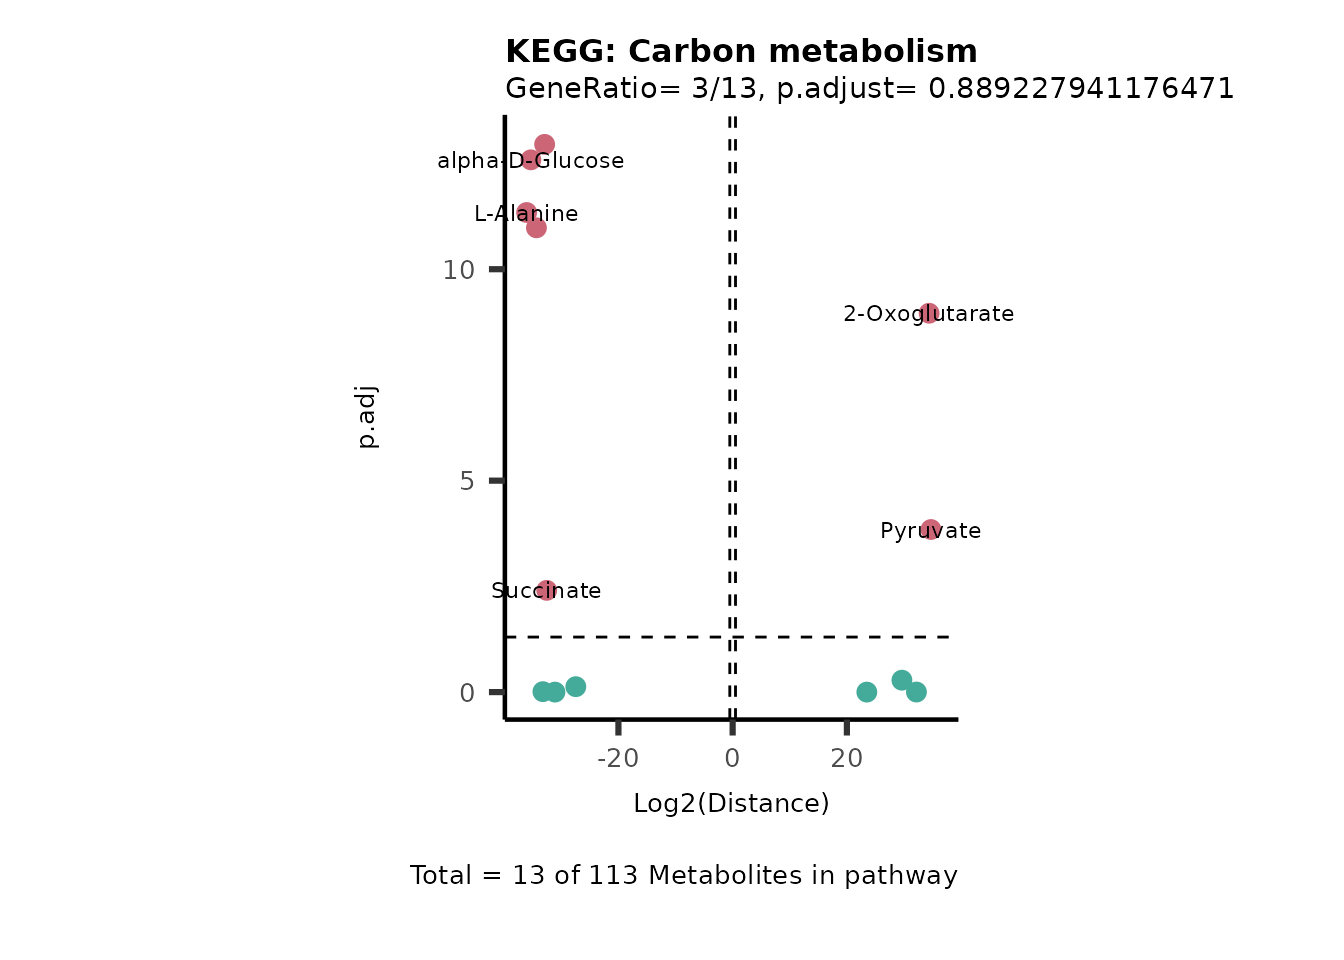 KEGG: Carbon metabolism
GeneRatio= 3/13, p.adjust= 0.889227941176471
alpha-D-Glucose
L-Alanine
10
2-Oxoglutarate
p.adj
5
Pyruvate
Succinate
0
-20 0 20
Log2(Distance)
Total = 13 of 113 Metabolites in pathway